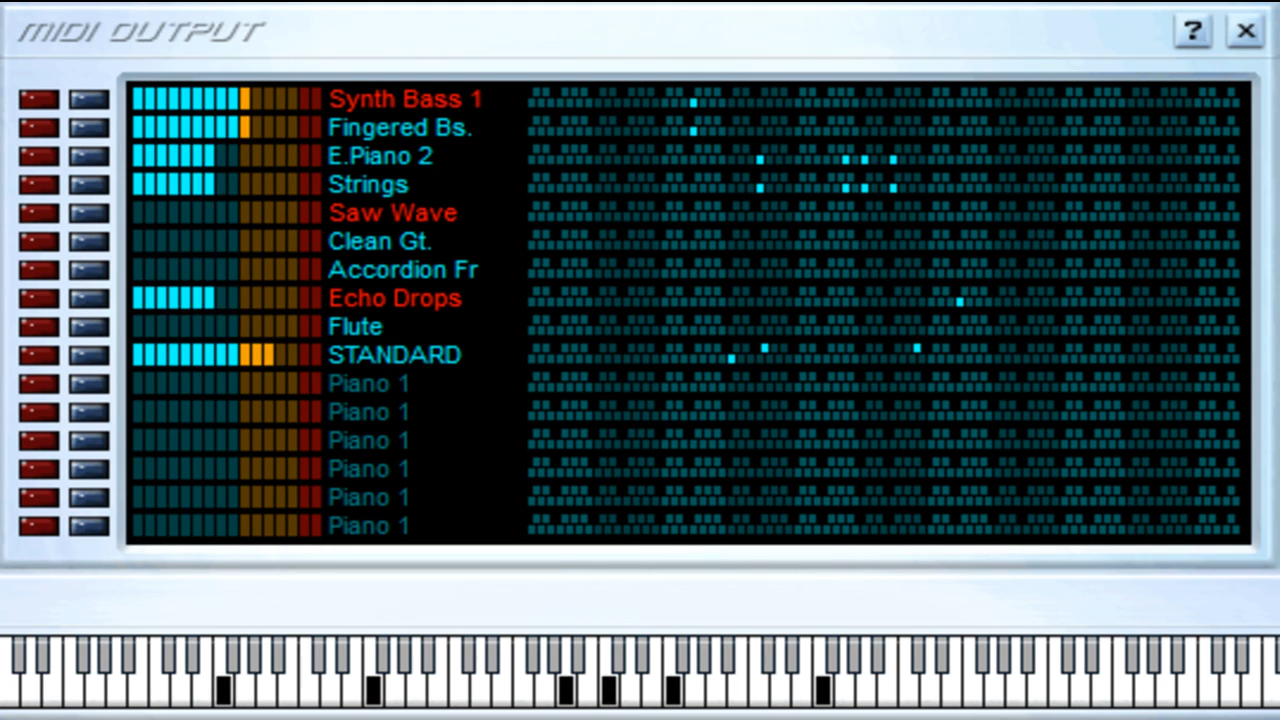 MIDI OUTPUT
?
×
Synth Bass 1
Fingered Bs.
E.Piano 2
Strings
Saw Wave
Clean Gt.
Accordion Fr
Echo Drops
Flute
STANDARD
Piano 1
Piano 1
Piano 1
Piano 1
Piano 1
Piano 1